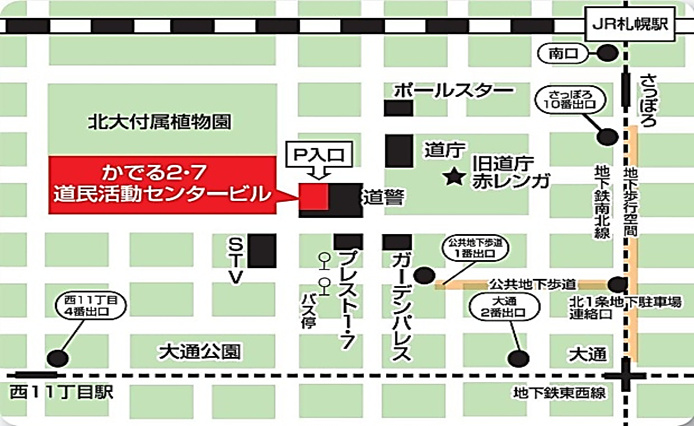 JR札幌駅
南口
さっぽろ
ポールスター
さっぽろ
10番出口
北大付属植物園
P入口
道庁
旧道庁
赤レンガ
かでる2・7
道民活動センタービル
道警
地下鉄南北線
地下歩行空間
STV
バス停
プレスト1・7
ガーデンパレス
公共地下歩道
1番出口
公共地下歩道
西11丁目
4番出口
大通
2番出口
北1条地下駐車場
連絡口
大通公園
大通
西11丁目駅
地下鉄東西線